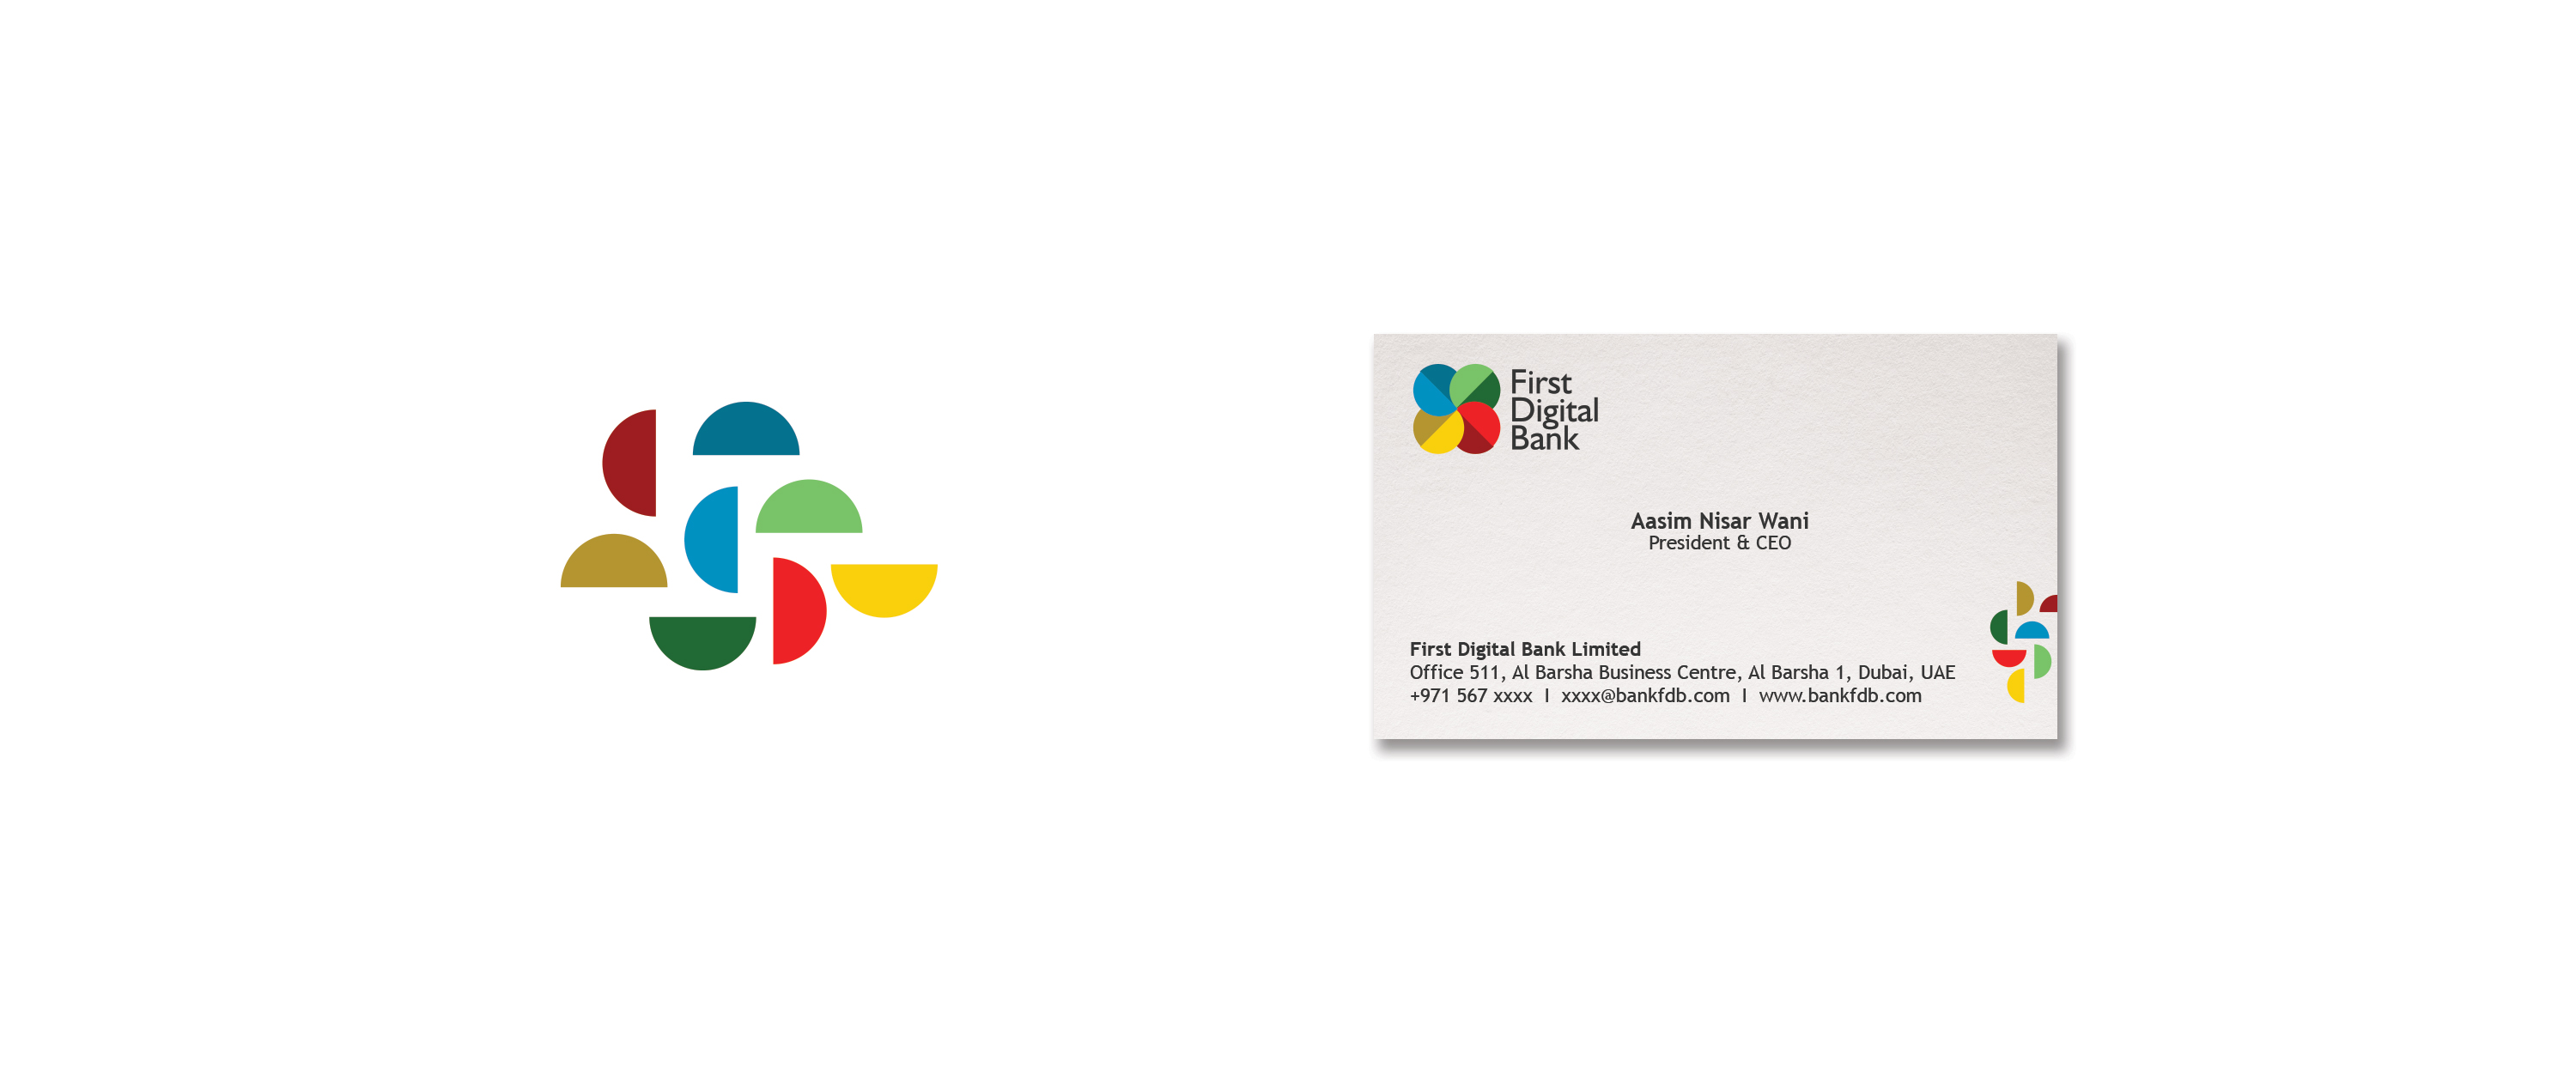 First
Digital
Bank
Aasim Nisar Wani
President & CEO
First Digital Bank Limited
Office 511, Al Barsha Business Centre, Al Barsha 1, Dubai, UAE
+971 567 xxxx I xxxx@bankfdb.com I www.bankfdb.com